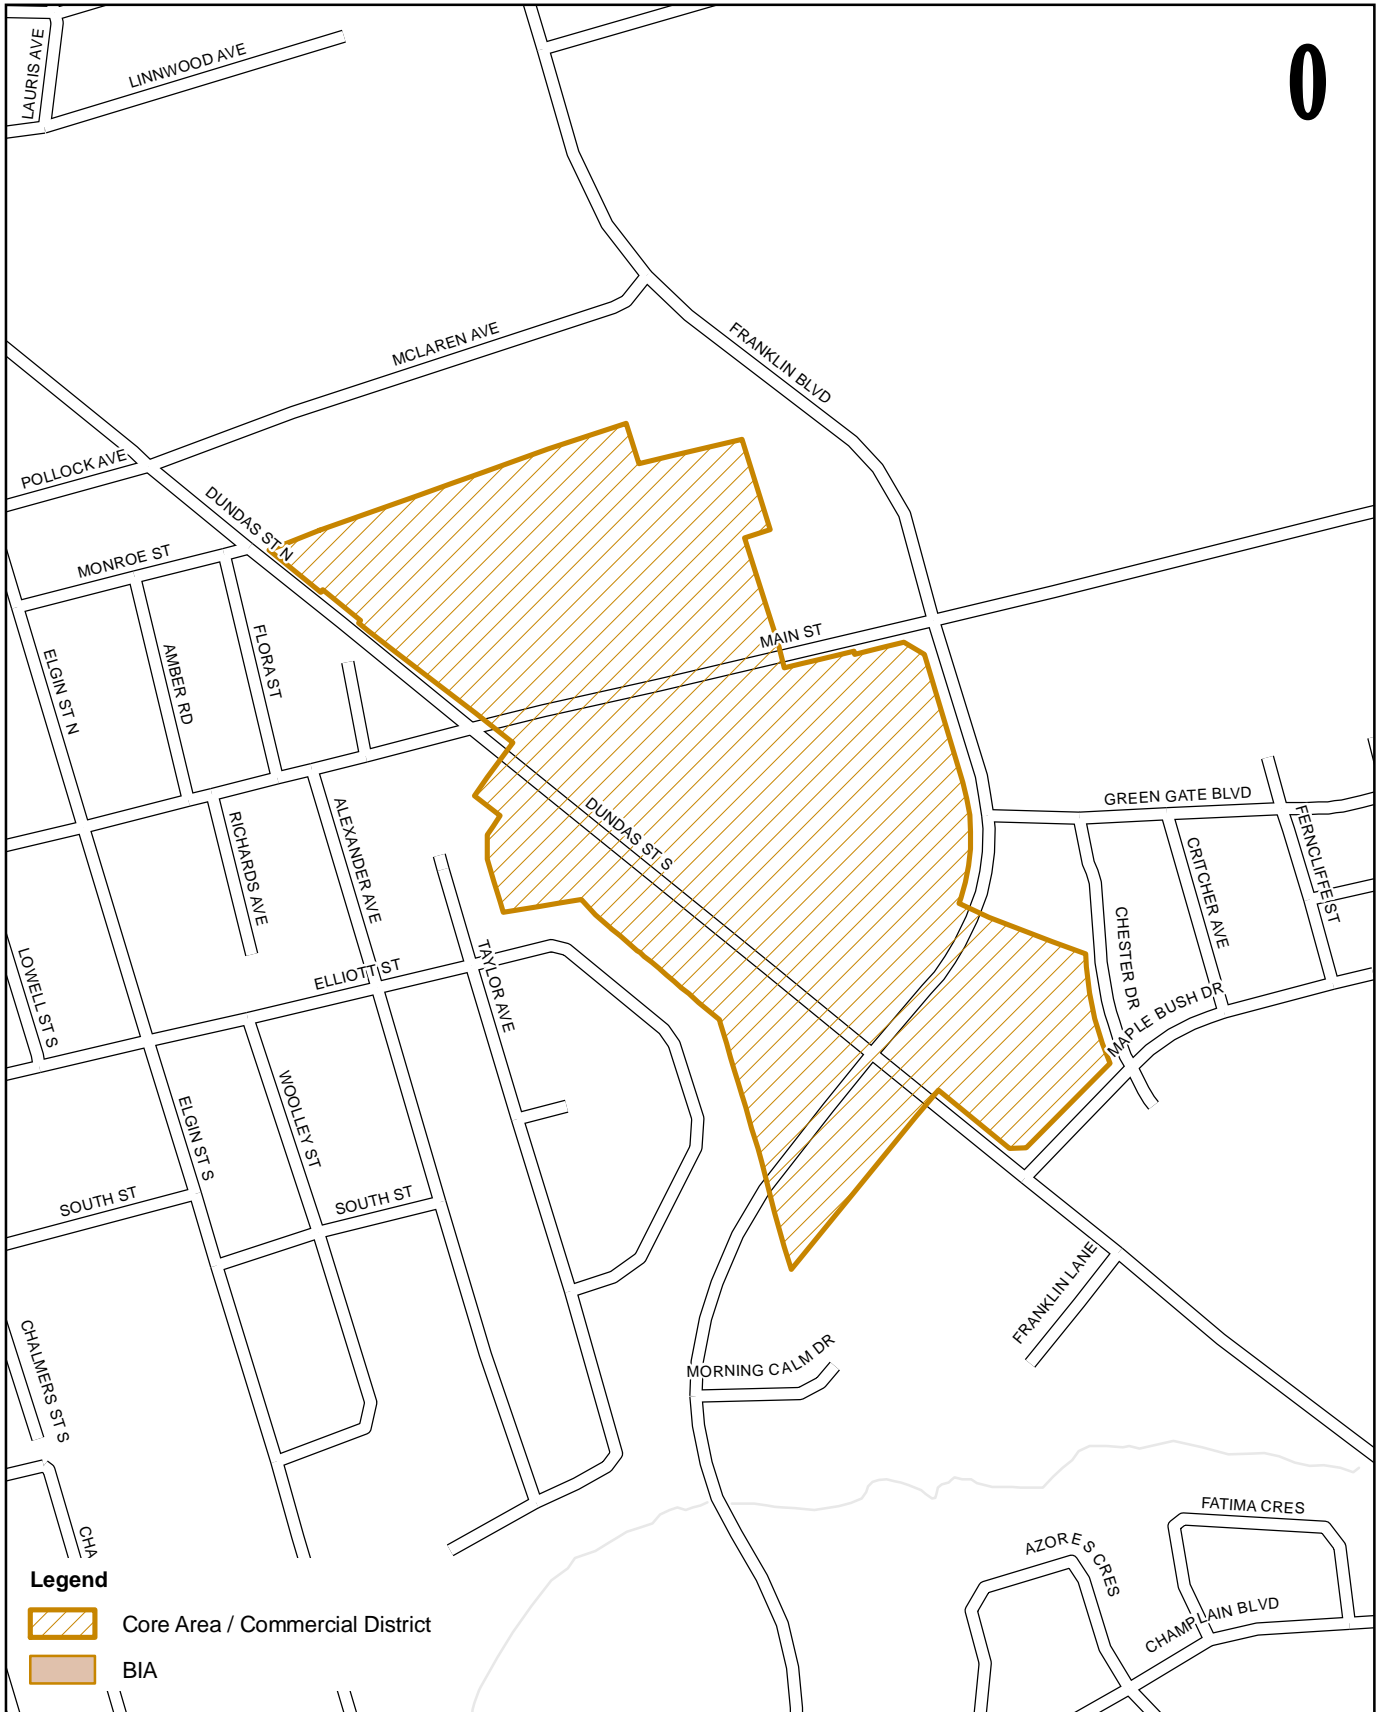 0
LAURIS AVE
LINNWOOD AVE
MCLAREN AVE
FRANKLIN BLVD
POLLOCK AVE
DUNDAS ST N
MONROE ST
MAIN ST
ELGIN ST N
AMBER RD
FLORA ST
GREEN GATE BLVD
RICHARDS AVE
ALEXANDER AVE
DUNDAS ST S
FERNCLIFFE ST
CRITCHER AVE
CHESTER DR
LOWELL ST S
ELLIOTT ST
TAYLOR AVE
MAPLE BUSH DR
ELGIN ST S
WOOLLEY ST
SOUTH ST
SOUTH ST
FRANKLIN LANE
CHALMERS ST S
MORNING CALM DR
CHA
AZORES CRES
FATIMA CRES
CHAMPLAIN BLVD
Legend
Core Area / Commercial District
BIA